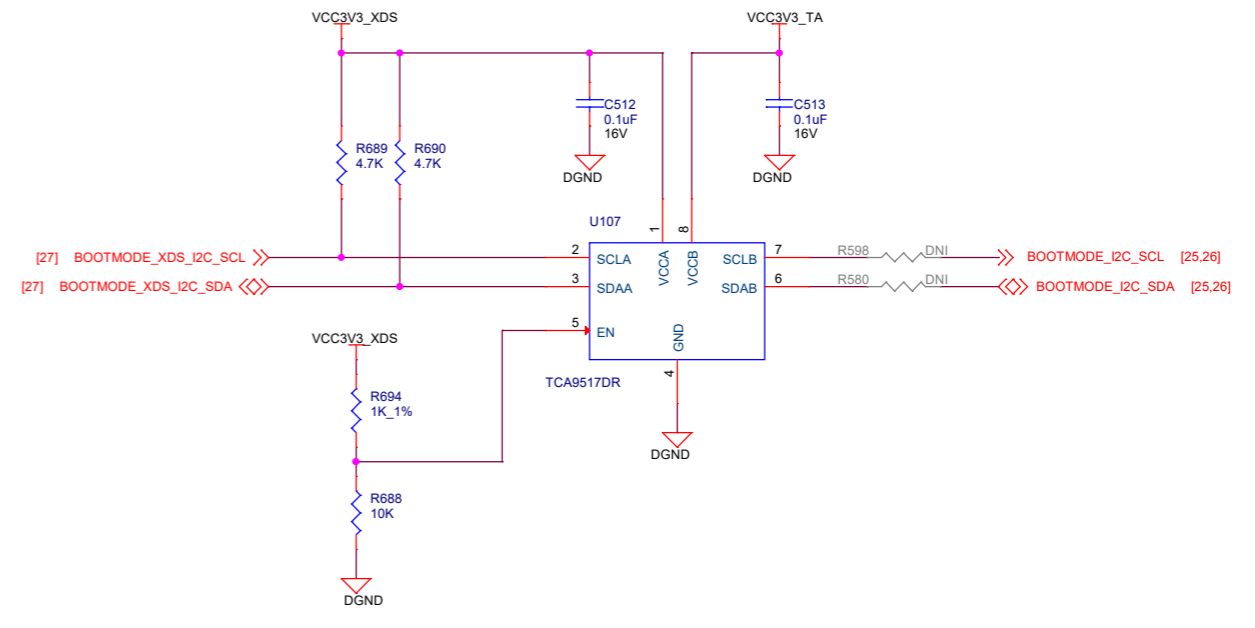 VCC3V3_XDS
VCC3V3_TA
C512
0.1uF
16V
C513
0.1uF
16V
R689
4.7K
R690
4.7K
DGND
DGND
U107
1
8
[27] BOOTMODE_XDS_I2C_SCL
2
SCLA
VCCA
VCCB
SCLB
7
R598
DNI
BOOTMODE_I2C_SCL [25,26]
[27] BOOTMODE_XDS_I2C_SDA
3
SDAA
SDAB
6
R580
DNI
BOOTMODE_I2C_SDA [25,26]
5
EN
GND
VCC3V3_XDS
4
TCA9517DR
R694
1K_1%
DGND
R688
10K
DGND